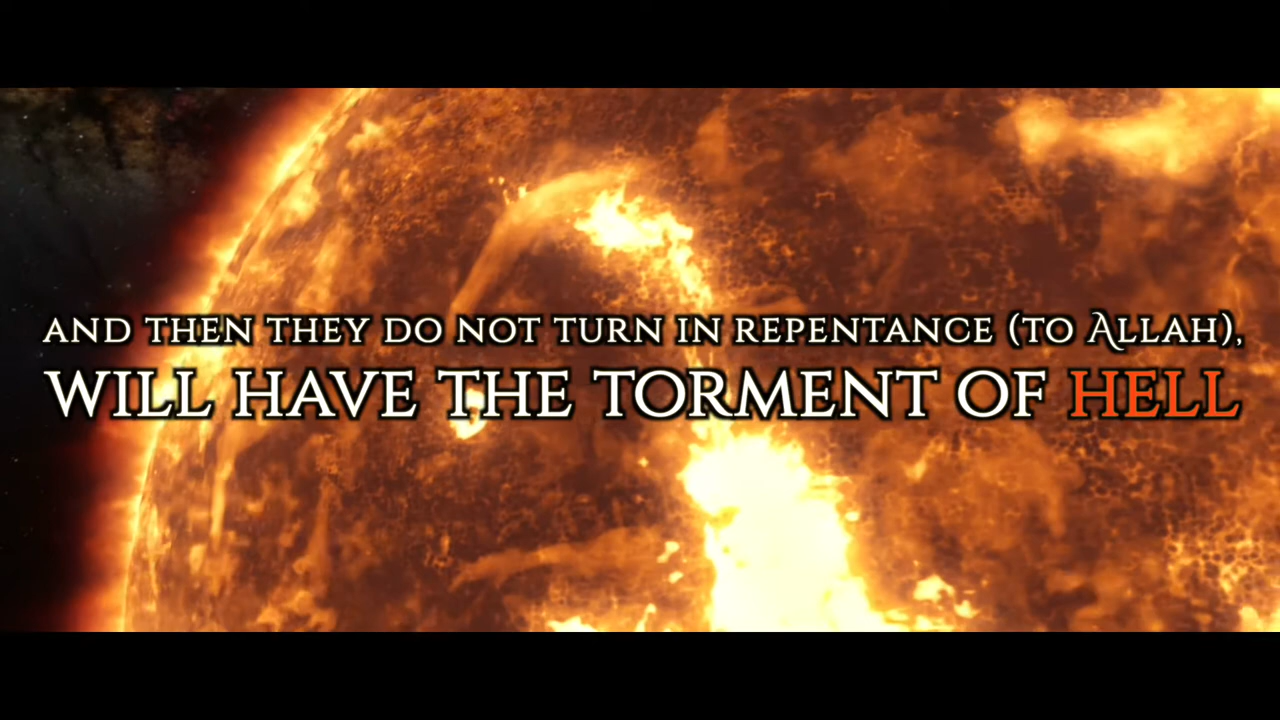 AND THEN THEY DO NOT TURN IN REPENTANCE (TO ALLAH),
WILL HAVE THE TORMENT OF HELL